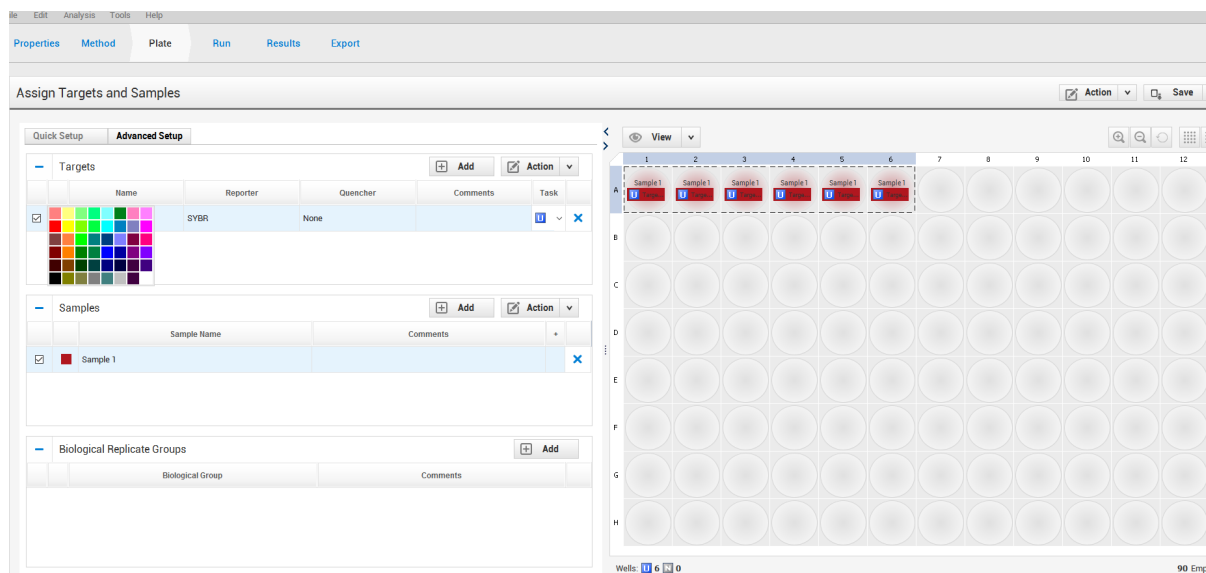 Edit Analysis Tools Help
Properties Method Plate Run Results Export
Assign Targets and Samples
Action Save
Quick Setup Advanced Setup
Targets
Add Action
Name Reporter Quencher Comments Task
SYBR None U
Samples
Add Action
Sample Name Comments
Sample 1
Biological Replicate Groups
Add
Biological Group Comments
View
1 2 3 4 5 6 7 8 9 10 11 12
A
Sample 1 Sample 1 Sample 1 Sample 1 Sample 1 Sample 1
U U U U U U
B
C
D
E
F
G
H
Wells: U 6 N 0
90